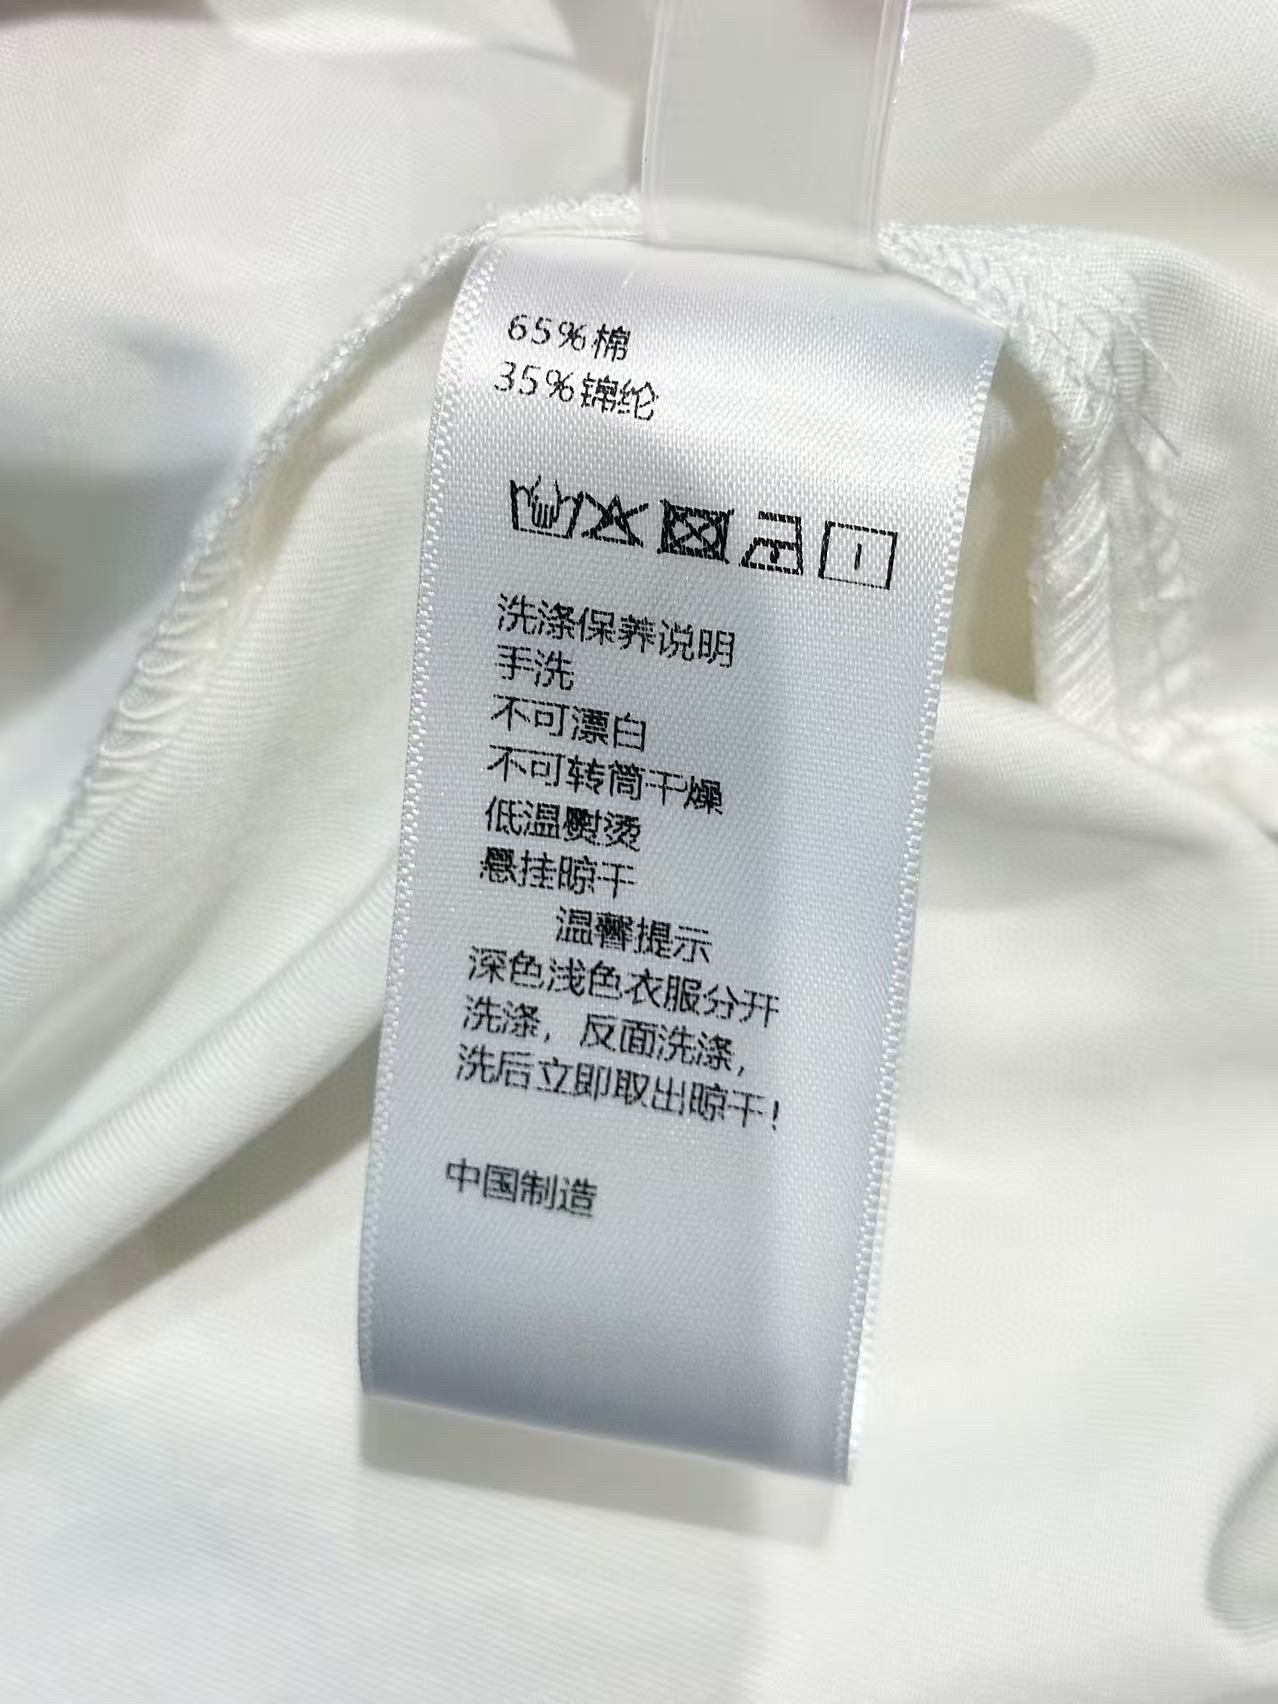 65%棉
35%锦纶
洗涤保养说明
手洗
不可漂白
不可转筒干燥
低温熨烫
悬挂晾干
温馨提示
深色浅色衣服分开
洗涤，反面洗涤，
洗后立即取出晾干！
中国制造